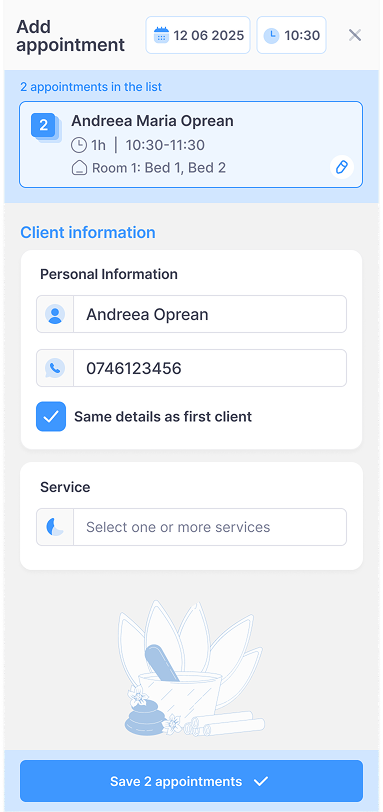 Add
appointment
12 06 2025
10:30
2 appointments in the list
2
Andreea Maria Oprean
1h | 10:30-11:30
Room 1: Bed 1, Bed 2
Client information
Personal Information
Andreea Oprean
0746123456
Same details as first client
Service
Select one or more services
Save 2 appointments